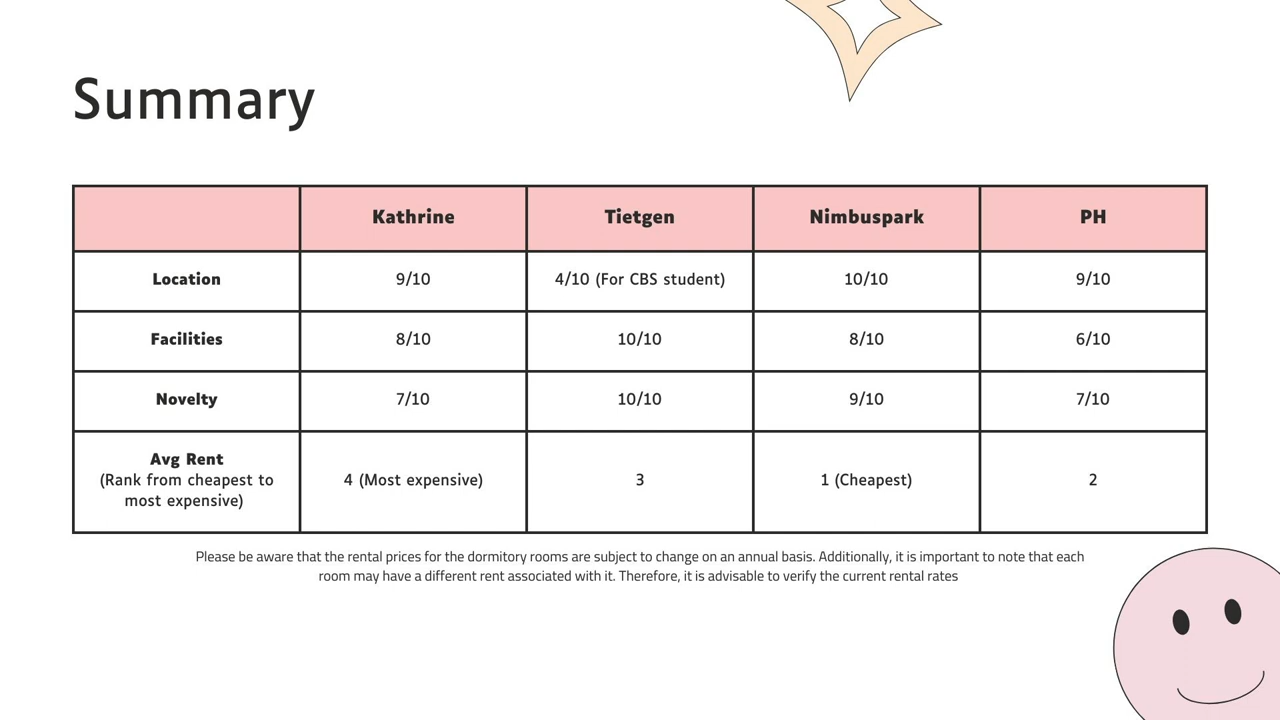 Summary
Kathrine Tietgen Nimbuspark PH
Location 9/10 4/10 (For CBS student) 10/10 9/10
Facilities 8/10 10/10 8/10 6/10
Novelty 7/10 10/10 9/10 7/10
Avg Rent
(Rank from cheapest to
most expensive)
4 (Most expensive) 3 1 (Cheapest) 2
Please be aware that the rental prices for the dormitory rooms are subject to change on an annual basis. Additionally, it is important to note that each
room may have a different rent associated with it. Therefore, it is advisable to verify the current rental rates